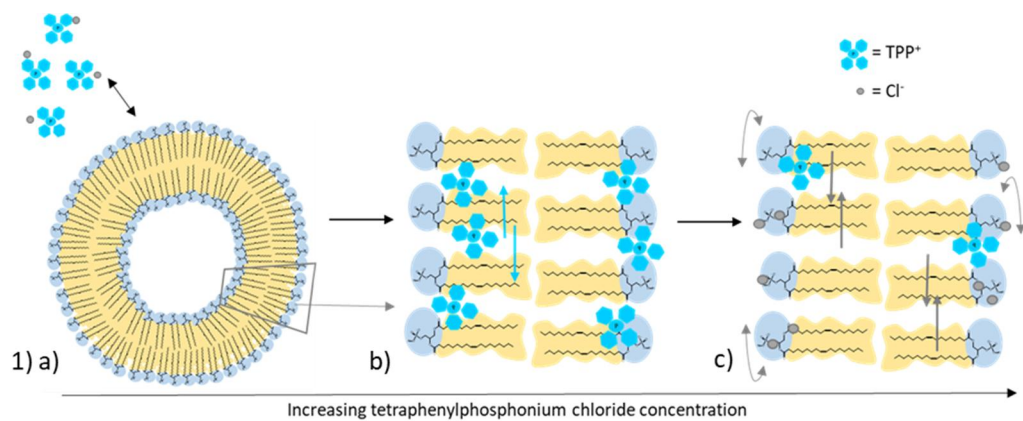 = TPP⁺
= Cl⁻
1) a)
b)
c)
Increasing tetraphenylphosphonium chloride concentration